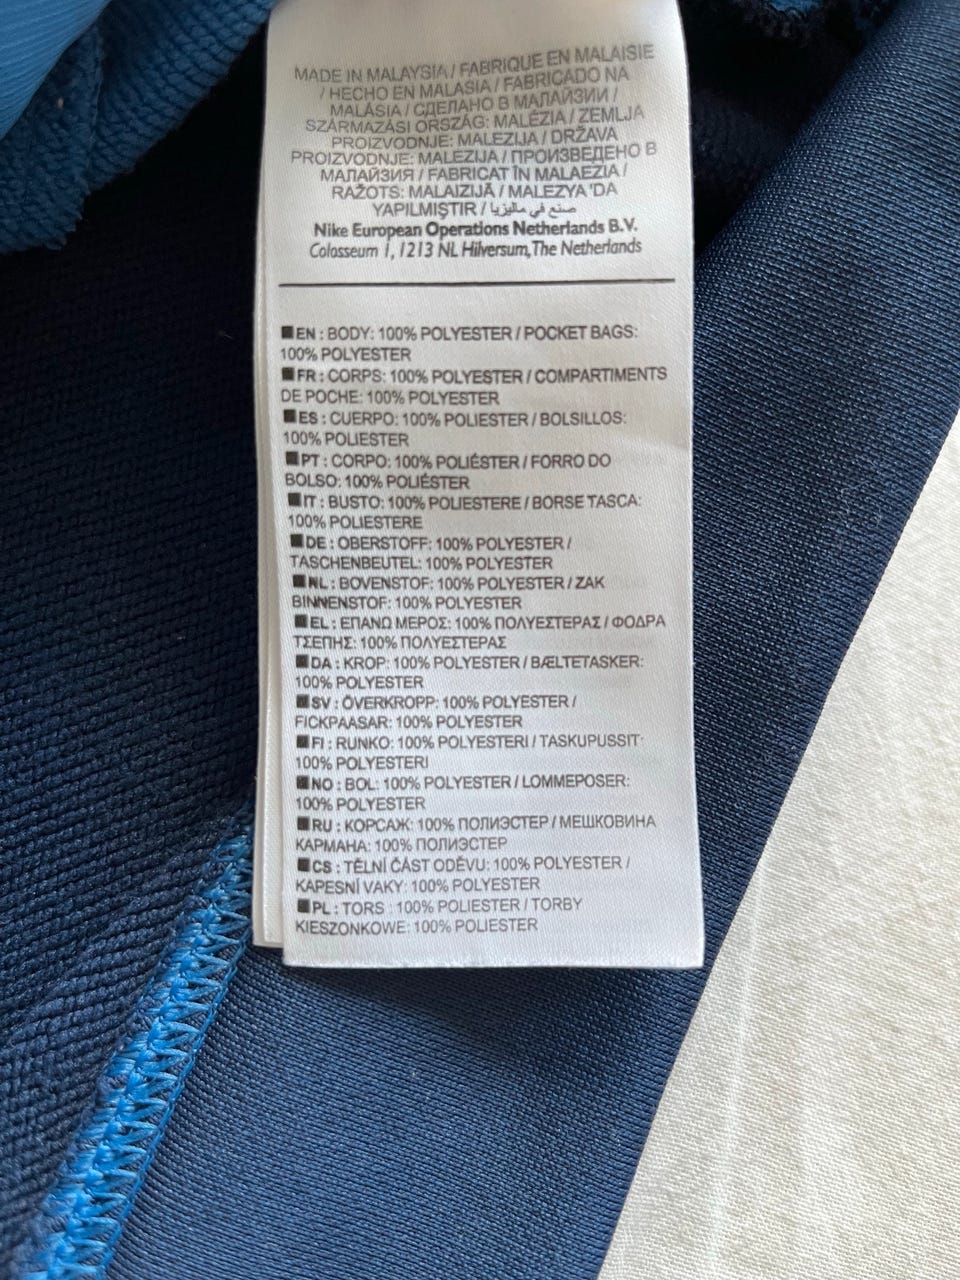 MADE IN MALAYSIA / FABRIQUE EN MALAISIE
/ HECHO EN MALASIA / FABRICADO NA
MALÁSIA / СДЕЛАНО В МАЛАЙЗИИ /
SZÁRMAZÁSI ORSZÁG: MALÉZIA / ZEMLJA
PROIZVODNJE: MALEZIJA / DRŽAVA
PROIZVODNJE: MALEZIJA / ПРОИЗВЕДЕНО В
МАЛАЙЗИЯ / FABRICAT ÎN MALAEZIA /
RAŽOTS: MALAIZIJĀ / MALEZYA 'DA
YAPILMIŞTIR / صنع في ماليزيا
Nike European Operations Netherlands B.V.
Colosseum 1, 1213 NL Hilversum, The Netherlands
■EN : BODY: 100% POLYESTER / POCKET BAGS:
100% POLYESTER
■FR : CORPS: 100% POLYESTER / COMPARTIMENTS
DE POCHE: 100% POLYESTER
■ES : CUERPO: 100% POLYESTER / BOLSILLOS:
100% POLIESTER
■PT : CORPO: 100% POLIÉSTER / FORRO DO
BOLSO: 100% POLIÉSTER
■IT : BUSTO: 100% POLIESTERE / BORSE TASCA:
100% POLIESTERE
■DE : OBERSTOFF: 100% POLYESTER /
TASCHENBEUTEL: 100% POLYESTER
■NL : BOVENSTOF: 100% POLYESTER / ZAK
BINNENSTOF: 100% POLYESTER
■EL : ΕΠΑΝΩ ΜΕΡΟΣ: 100% ΠΟΛΥΕΣΤΕΡΑΣ / ΦΟΔΡΑ
ΤΣΕΠΗΣ: 100% ΠΟΛΥΕΣΤΕΡΑΣ
■DA : KROP: 100% POLYESTER / BÆLTETASKER:
100% POLYESTER
■SV : ÖVERKROPP: 100% POLYESTER /
FICKPAASAR: 100% POLYESTER
■FI : RUNKO: 100% POLYESTERI / TASKUPUSSIT:
100% POLYESTERI
■NO : BOL: 100% POLYESTER / LOMMEPOSER:
100% POLYESTER
■RU : КОРСАЖ: 100% ПОЛИЭСТЕР / МЕШКОВИНА
КАРМАНА: 100% ПОЛИЭСТЕР
■CS : TĚLNÍ ČÁST ODĚVU: 100% POLYESTER /
KAPESNÍ VAKY: 100% POLYESTER
■PL : TORS : 100% POLIESTER / TORBY
KIESZONKOWE: 100% POLIESTER